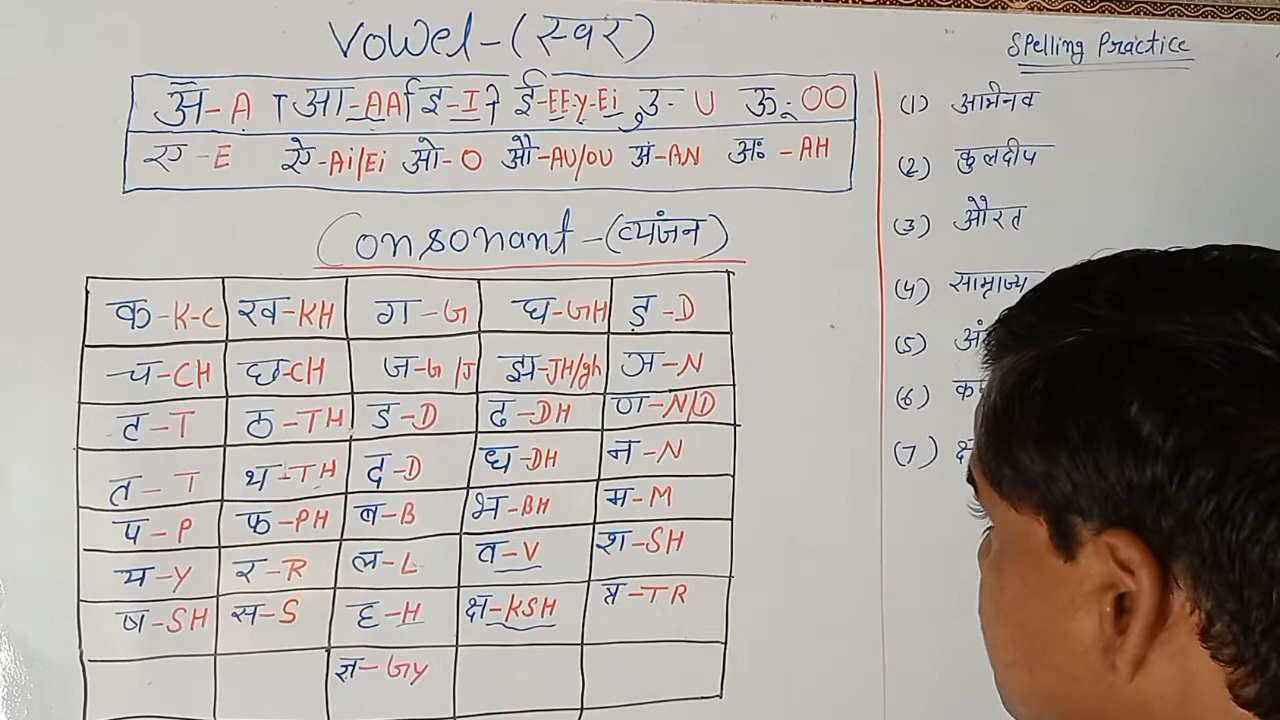 Vowel-(स्वर)
अ-A ा आ-AA ि इ-I ी ई-EE-Y-Ei ु उ-U ऊ-OO
ए-E ऐ-Ai/Ei ओ-O औ-AU/OU अं-AN अः-AH
Consonant-(व्यंजन)
क-K-C ख-KH ग-G घ-GH ड़-D
च-CH छ-CH ज-G/J झ-JH/gh ञ-N
ट-T ठ-TH ड-D ढ-DH ण-N/D
त-T थ-TH द-D ध-DH न-N
प-P फ-PH ब-B भ-BH म-M
य-Y र-R ल-L व-V श-SH
ष-SH स-S ह-H क्ष-KSH त्र-TR
ज्ञ-GY
Spelling Practice
(1) अभिनव
(2) कुलदीप
(3) औरत
(4) साम्राज्य
(5)
(6)
(7)